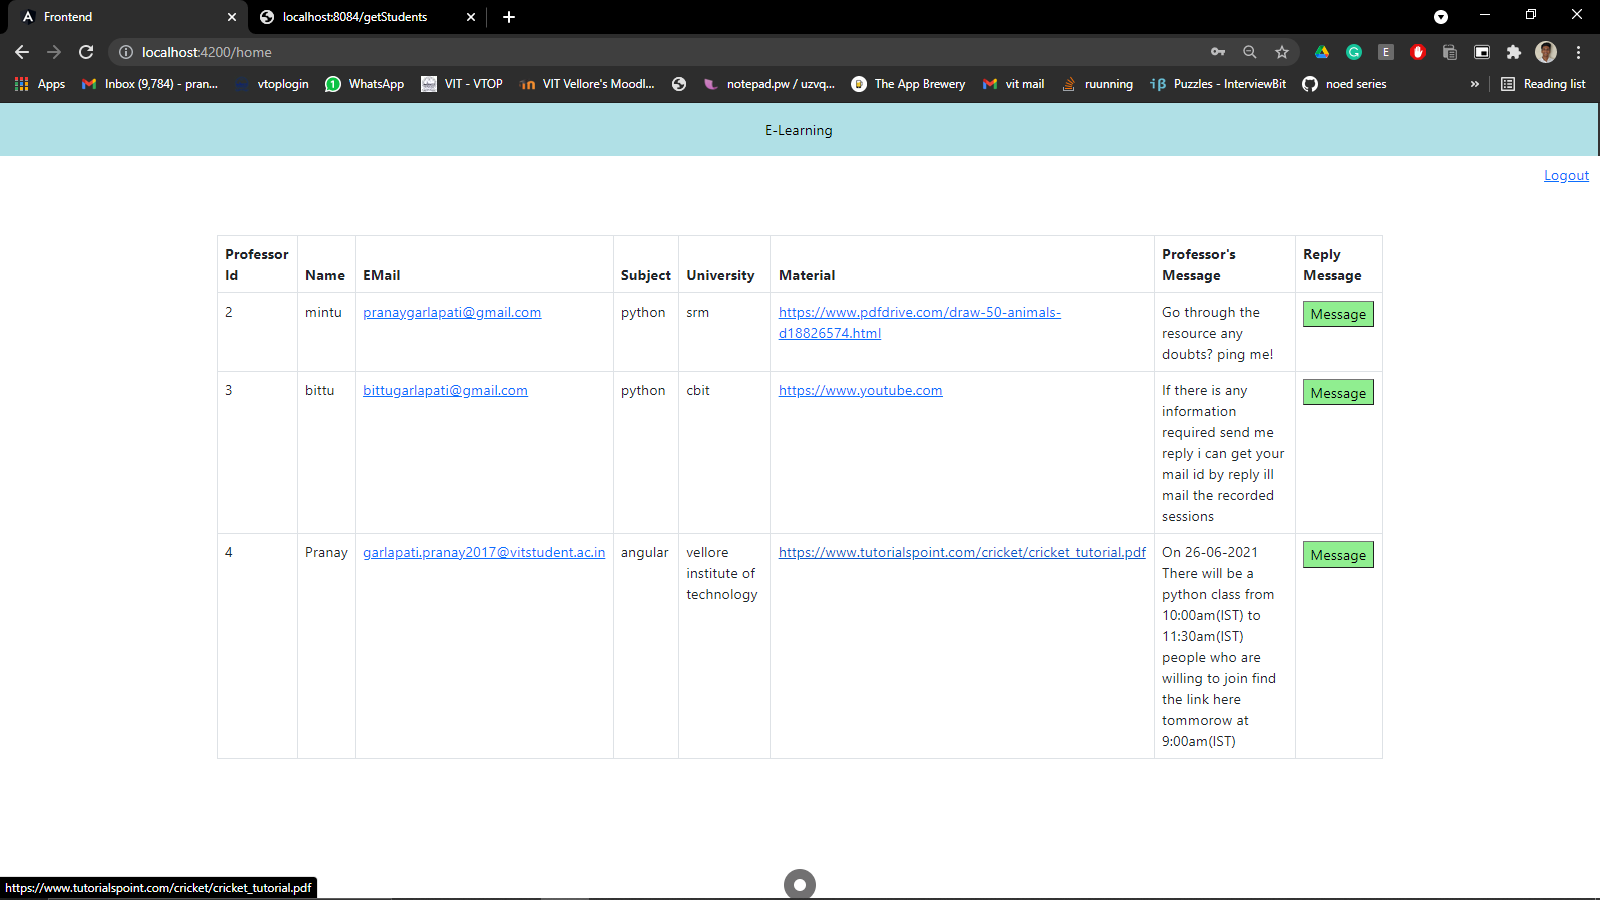 Frontend
localhost:8084/getStudents
localhost:4200/home
Apps
Inbox (9,784) - pran...
vtoplogin
WhatsApp
VIT - VTOP
VIT Vellore's Moodl...
notepad.pw / uzvq...
The App Brewery
vit mail
ruunning
Puzzles - InterviewBit
noed series
»
Reading list
E-Learning
Logout
Professor
Id
Name
EMail
Subject
University
Material
Professor's
Message
Reply
Message
2
mintu
pranaygarlapati@gmail.com
python
srm
https://www.pdfdrive.com/draw-50-animals-
d18826574.html
Go through the
resource any
doubts? ping me!
Message
3
bittu
bittugarlapati@gmail.com
python
cbit
https://www.youtube.com
If there is any
information
required send me
reply i can get your
mail id by reply ill
mail the recorded
sessions
Message
4
Pranay
garlapati.pranay2017@vitstudent.ac.in
angular
vellore
institute of
technology
https://www.tutorialspoint.com/cricket/cricket_tutorial.pdf
On 26-06-2021
There will be a
python class from
10:00am(IST) to
11:30am(IST)
people who are
willing to join find
the link here
tommorow at
9:00am(IST)
Message
https://www.tutorialspoint.com/cricket/cricket_tutorial.pdf